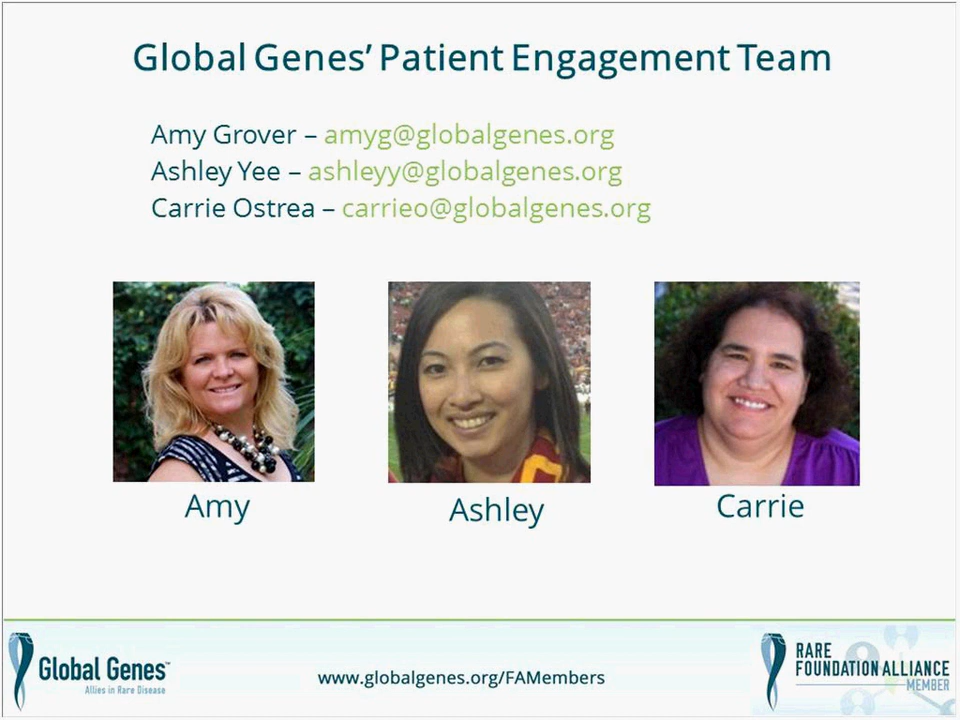 Global Genes’ Patient Engagement Team
Amy Grover – amyg@globalgenes.org
Ashley Yee – ashleyy@globalgenes.org
Carrie Ostrea – carrieo@globalgenes.org
Amy
Ashley
Carrie
Global Genes™
Allies in Rare Disease
www.globalgenes.org/FAMembers
RARE
FOUNDATION ALLIANCE
MEMBER